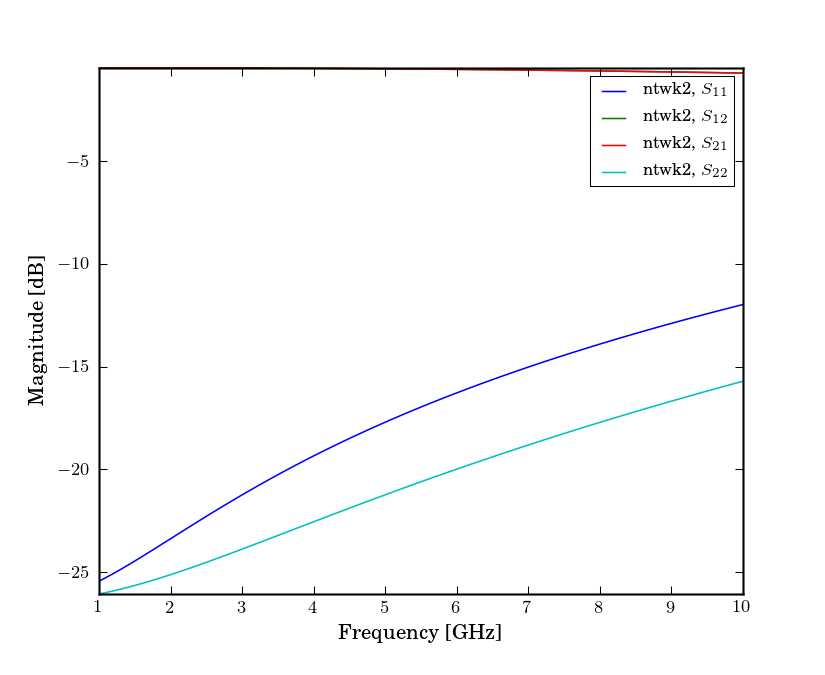 ntwk2, S11
ntwk2, S12
ntwk2, S21
ntwk2, S22
−5
−10
−15
−20
−25
Magnitude [dB]
1 2 3 4 5 6 7 8 9 10
Frequency [GHz]